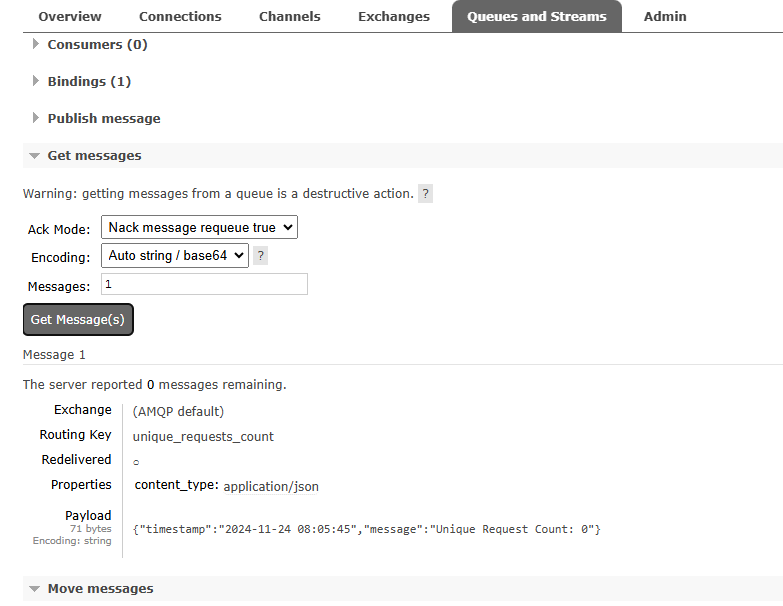 Overview Connections Channels Exchanges Queues and Streams Admin
Consumers (0)
Bindings (1)
Publish message
Get messages
Warning: getting messages from a queue is a destructive action. ?
Ack Mode: Nack message requeue true
Encoding: Auto string / base64 ?
Messages: 1
Get Message(s)
Message 1
The server reported 0 messages remaining.
Exchange (AMQP default)
Routing Key unique_requests_count
Redelivered ○
Properties content_type: application/json
Payload
71 bytes {"timestamp":"2024-11-24 08:05:45","message":"Unique Request Count: 0"}
Encoding: string
Move messages